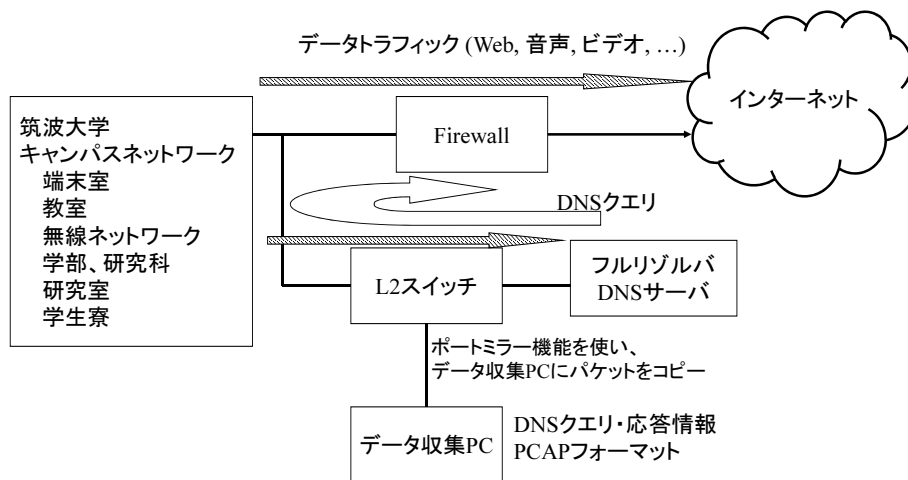 データトラフィック (Web, 音声, ビデオ, …)
インターネット
筑波大学
キャンパスネットワーク
端末室
教室
無線ネットワーク
学部、研究科
研究室
学生寮
Firewall
DNSクエリ
L2スイッチ
フルリゾルバ
DNSサーバ
ポートミラー機能を使い、
データ収集PCにパケットをコピー
データ収集PC
DNSクエリ・応答情報
PCAPフォーマット